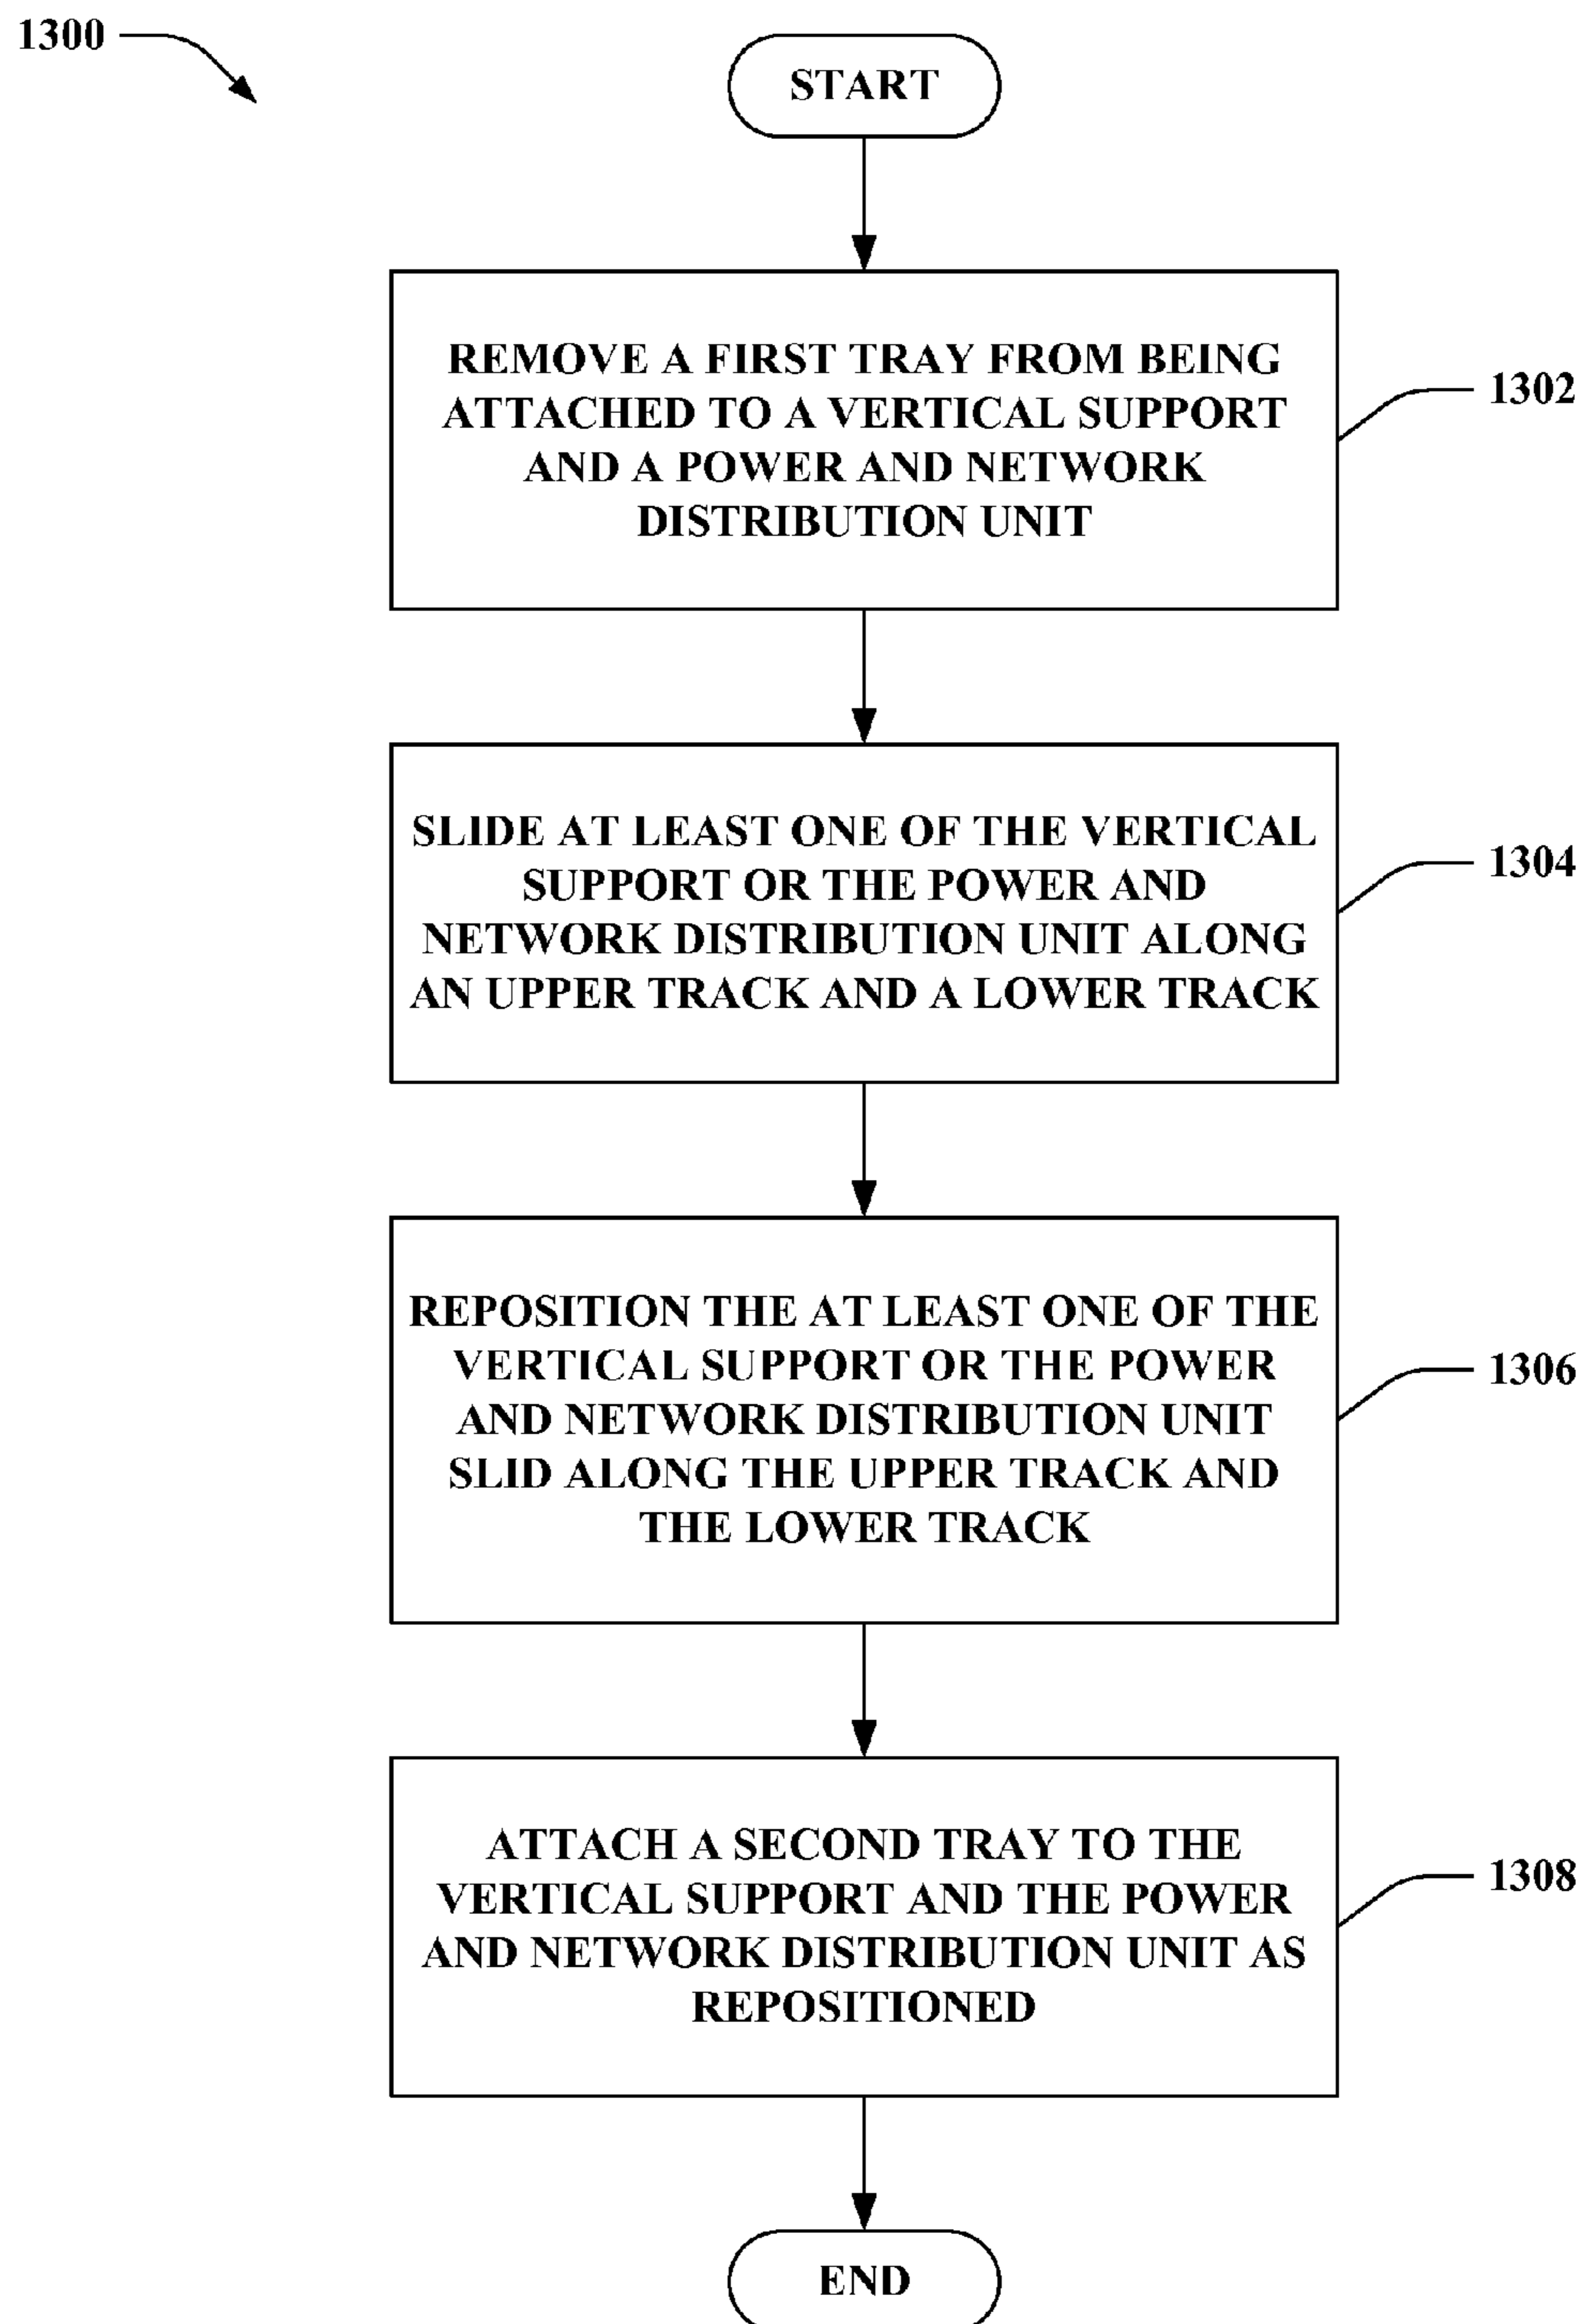 1300
START
REMOVE A FIRST TRAY FROM BEING
ATTACHED TO A VERTICAL SUPPORT
AND A POWER AND NETWORK
DISTRIBUTION UNIT
1302
SLIDE AT LEAST ONE OF THE VERTICAL
SUPPORT OR THE POWER AND
NETWORK DISTRIBUTION UNIT ALONG
AN UPPER TRACK AND A LOWER TRACK
1304
REPOSITION THE AT LEAST ONE OF THE
VERTICAL SUPPORT OR THE POWER
AND NETWORK DISTRIBUTION UNIT
SLID ALONG THE UPPER TRACK AND
THE LOWER TRACK
1306
ATTACH A SECOND TRAY TO THE
VERTICAL SUPPORT AND THE POWER
AND NETWORK DISTRIBUTION UNIT AS
REPOSITIONED
1308
END